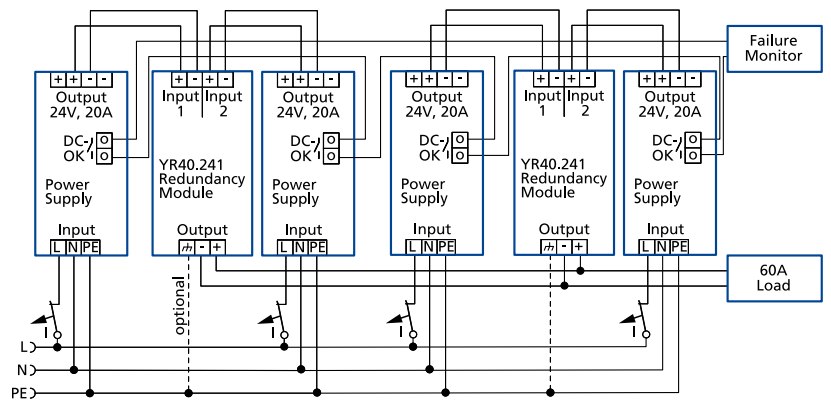 + + - -
Output
24V, 20A
DC-
OK
Power
Supply
Input
L N PE
+ - + -
Input Input
1 2
YR40.241
Redundancy
Module
Output
- +
+ + - -
Output
24V, 20A
DC-
OK
Power
Supply
Input
L N PE
+ + - -
Output
24V, 20A
DC-
OK
Power
Supply
Input
L N PE
+ - + -
Input Input
1 2
YR40.241
Redundancy
Module
Output
- +
+ + - -
Output
24V, 20A
DC-
OK
Power
Supply
Input
L N PE
Failure
Monitor
60A
Load
optional
I
I
I
I
L
N
PE